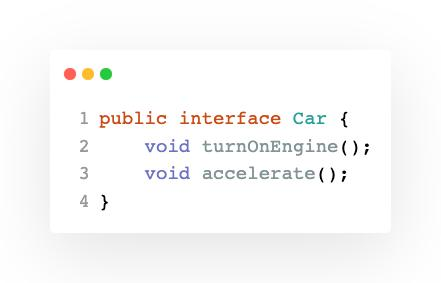 1 public interface Car {
2     void turnOnEngine();
3     void accelerate();
4 }